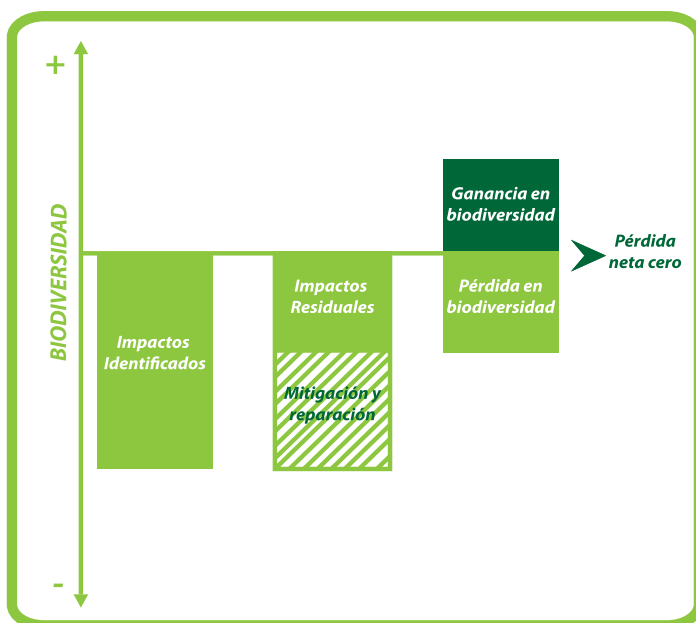 +
BIODIVERSIDAD
-
Impactos
Identificados
Impactos
Residuales
Mitigación y
reparación
Ganancia en
biodiversidad
Pérdida en
biodiversidad
Pérdida
neta cero